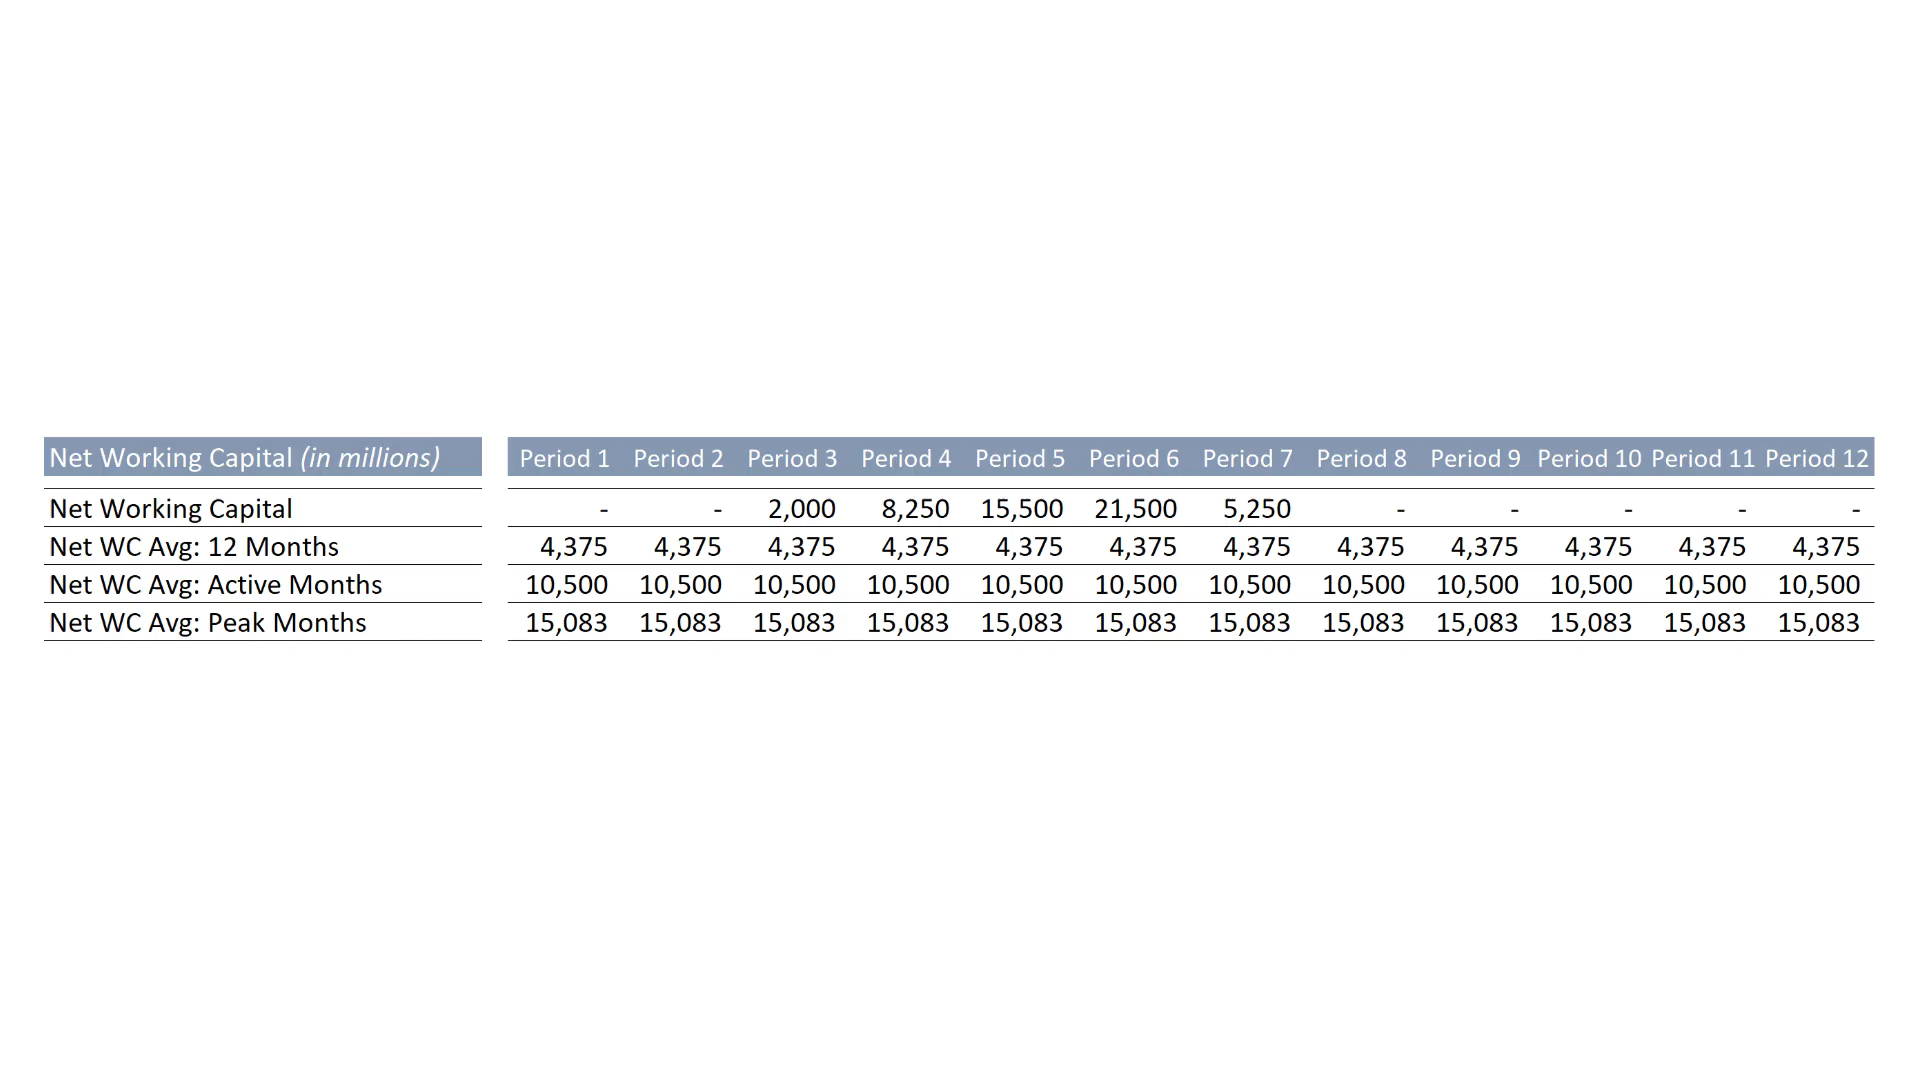 Net Working Capital (in millions) Period 1 Period 2 Period 3 Period 4 Period 5 Period 6 Period 7 Period 8 Period 9 Period 10 Period 11 Period 12
Net Working Capital - - 2,000 8,250 15,500 21,500 5,250 - - - - -
Net WC Avg: 12 Months 4,375 4,375 4,375 4,375 4,375 4,375 4,375 4,375 4,375 4,375 4,375 4,375
Net WC Avg: Active Months 10,500 10,500 10,500 10,500 10,500 10,500 10,500 10,500 10,500 10,500 10,500 10,500
Net WC Avg: Peak Months 15,083 15,083 15,083 15,083 15,083 15,083 15,083 15,083 15,083 15,083 15,083 15,083